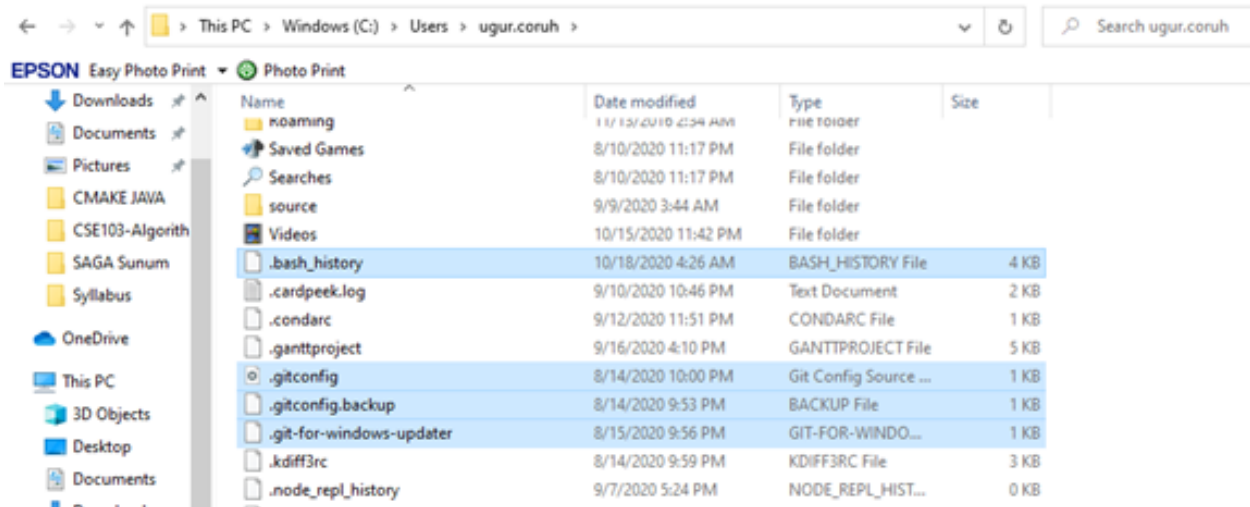 This PC > Windows (C:) > Users > ugur.coruh > Search ugur.coruh
EPSON Easy Photo Print Photo Print
Name Date modified Type Size
Downloads
Documents
Pictures
CMAKE JAVA
CSE103-Algorith
SAGA Sunum
Syllabus
OneDrive
This PC
3D Objects
Desktop
Documents
Roaming 11/13/2016 2:34 AM File folder
Saved Games 8/10/2020 11:17 PM File folder
Searches 8/10/2020 11:17 PM File folder
source 9/9/2020 3:44 AM File folder
Videos 10/15/2020 11:42 PM File folder
.bash_history 10/18/2020 4:26 AM BASH_HISTORY File 4 KB
.cardpeek.log 9/10/2020 10:46 PM Text Document 2 KB
.condarc 9/12/2020 11:51 PM CONDARC File 1 KB
.ganttproject 9/16/2020 4:10 PM GANTTPROJECT File 5 KB
.gitconfig 8/14/2020 10:00 PM Git Config Source ... 1 KB
.gitconfig.backup 8/14/2020 9:53 PM BACKUP File 1 KB
.git-for-windows-updater 8/15/2020 9:56 PM GIT-FOR-WINDO... 1 KB
.kdiff3rc 8/14/2020 9:59 PM KDIFF3RC File 3 KB
.node_repl_history 9/7/2020 5:24 PM NODE_REPL_HIST... 0 KB